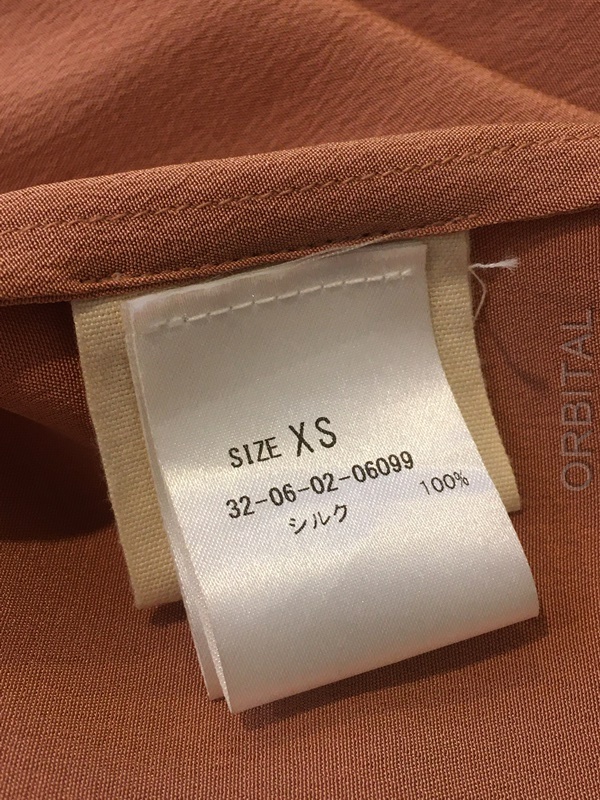 SIZE XS
32-06-02-06099
シルク 100%
ORBITAL